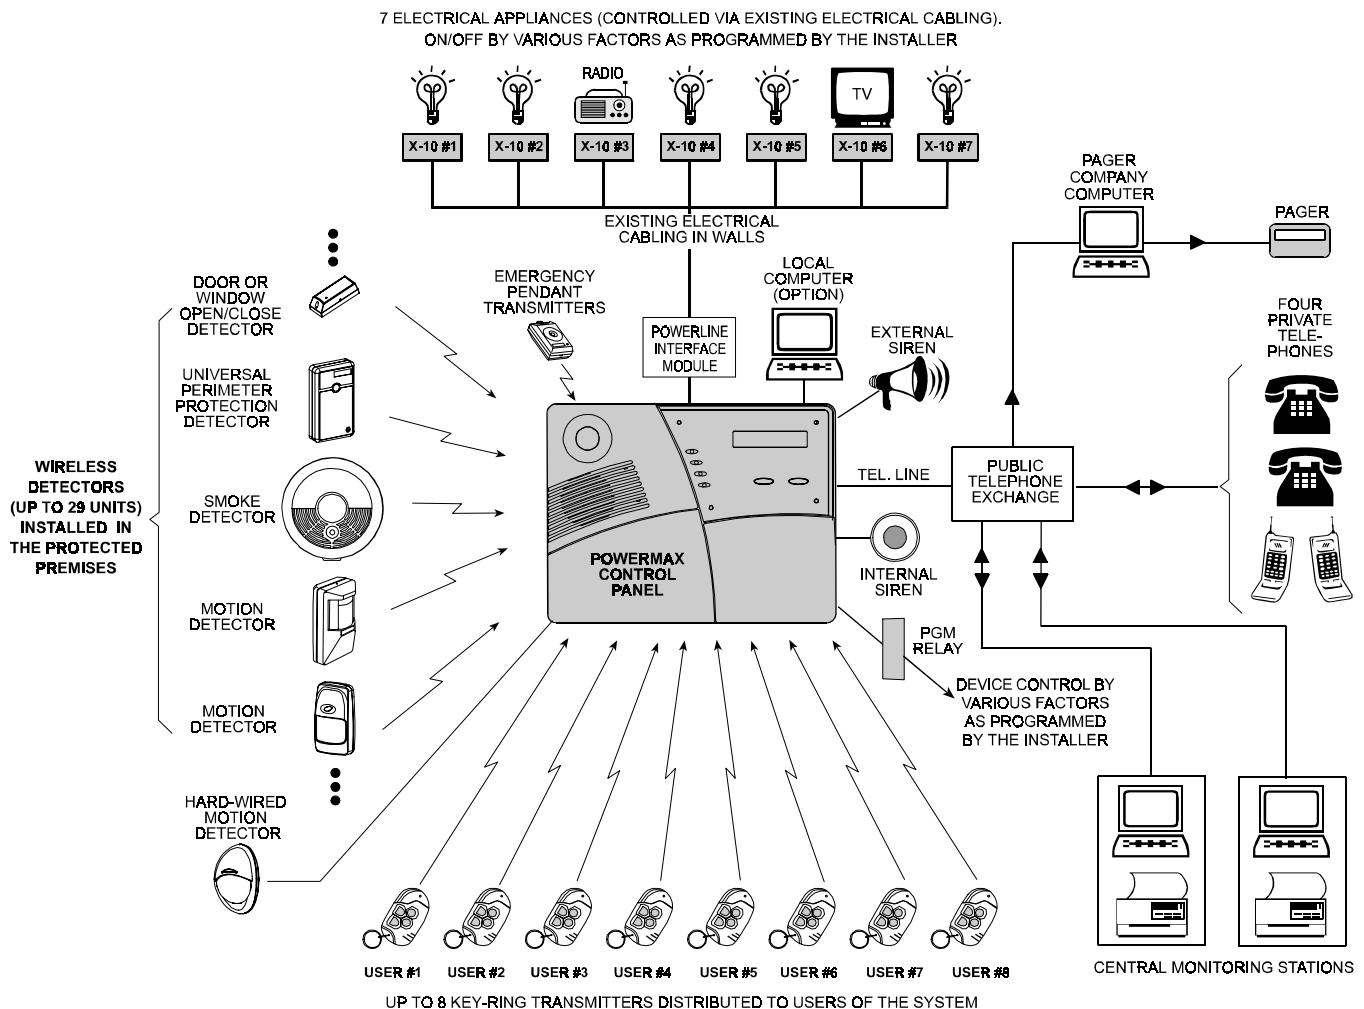 7 ELECTRICAL APPLIANCES (CONTROLLED VIA EXISTING ELECTRICAL CABLING).
ON/OFF BY VARIOUS FACTORS AS PROGRAMMED BY THE INSTALLER
RADIO
TV
X-10 #1
X-10 #2
X-10 #3
X-10 #4
X-10 #5
X-10 #6
X-10 #7
EXISTING ELECTRICAL
CABLING IN WALLS
PAGER
COMPANY
COMPUTER
PAGER
DOOR OR
WINDOW
OPEN/CLOSE
DETECTOR
EMERGENCY
PENDANT
TRANSMITTERS
POWERLINE
INTERFACE
MODULE
LOCAL
COMPUTER
(OPTION)
EXTERNAL
SIREN
FOUR
PRIVATE
TELE-
PHONES
UNIVERSAL
PERIMETER
PROTECTION
DETECTOR
WIRELESS
DETECTORS
(UP TO 29 UNITS)
INSTALLED IN
THE PROTECTED
PREMISES
SMOKE
DETECTOR
TEL. LINE
PUBLIC
TELEPHONE
EXCHANGE
POWERMAX
CONTROL
PANEL
INTERNAL
SIREN
MOTION
DETECTOR
PGM
RELAY
DEVICE CONTROL BY
VARIOUS FACTORS
AS PROGRAMMED
BY THE INSTALLER
MOTION
DETECTOR
HARD-WIRED
MOTION
DETECTOR
USER #1
USER #2
USER #3
USER #4
USER #5
USER #6
USER #7
USER #8
CENTRAL MONITORING STATIONS
UP TO 8 KEY-RING TRANSMITTERS DISTRIBUTED TO USERS OF THE SYSTEM